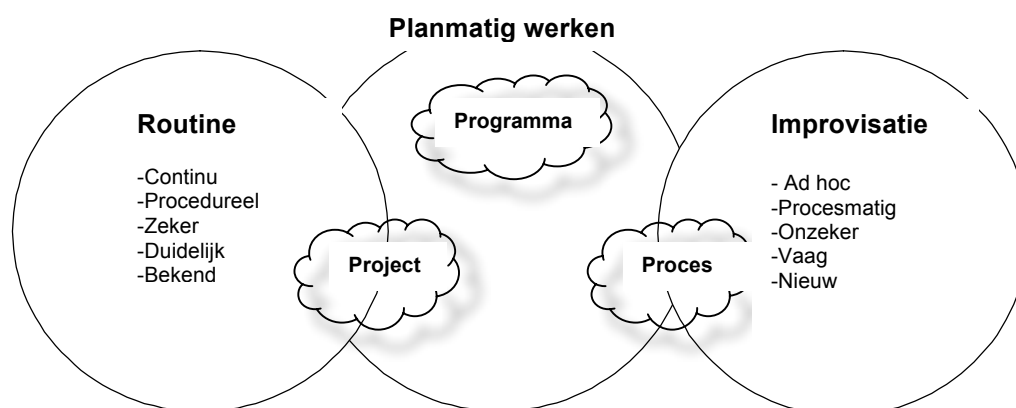 Planmatig werken
Routine
-Continu
-Procedureel
-Zeker
-Duidelijk
-Bekend
Programma
Project
Proces
Improvisatie
- Ad hoc
-Procesmatig
-Onzeker
-Vaag
-Nieuw